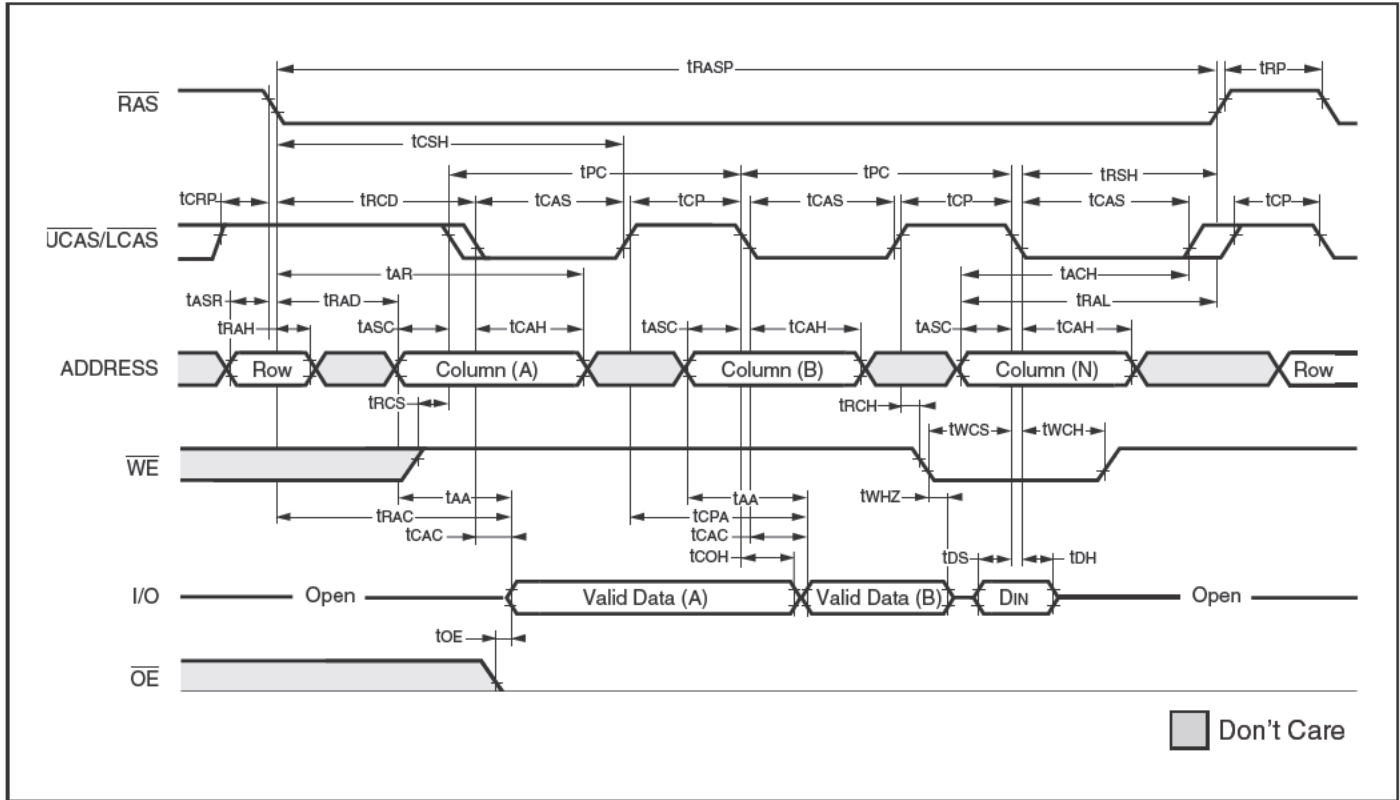 tRASP tRP
RAS
tCSH
tPC tPC tRSH
tCRP tRCD tCAS tCP tCAS tCP tCAS tCP
UCAS/LCAS
tAR tACH
tASR tRAD tRAL
tRAH tASC tCAH tASC tCAH tASC tCAH
ADDRESS Row Column (A) Column (B) Column (N) Row
tRCS tRCH
tWCS tWCH
WE
tAA tAA tWHZ
tRAC tCPA
tCAC tCAC
tCOH tDS tDH
I/O Open Valid Data (A) Valid Data (B) DIN Open
tOE
OE
Don't Care